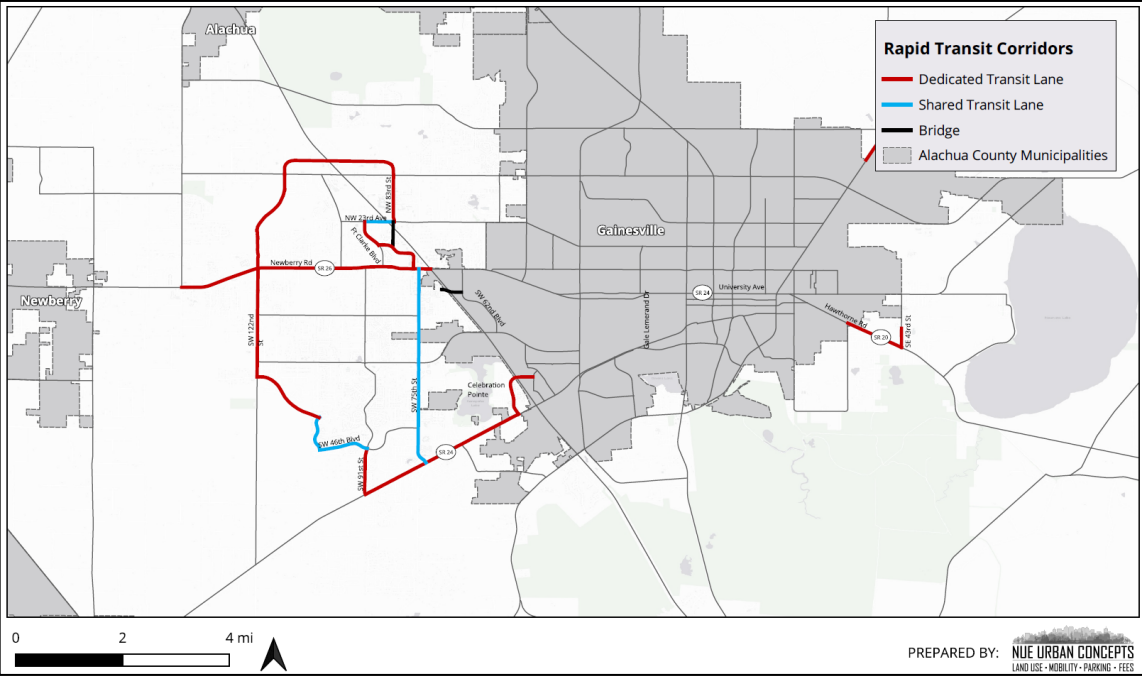 Alachua
Rapid Transit Corridors
Dedicated Transit Lane
Shared Transit Lane
Bridge
Alachua County Municipalities
NW 83rd St
NW 23rd Ave
Ft Clarke Blvd
Gainesville
Newberry Rd
SR 26
Newberry
SW 62nd Blvd
SR 24
University Ave
Hawthorne Rd
SR 20
SE 43rd St
SW 122nd
St
Gale Lemerand Dr
SW 75th St
Celebration
Pointe
SW 46th Blvd
SR 24
SW 91st St
0 2 4 mi
PREPARED BY:
NUE URBAN CONCEPTS
LAND USE • MOBILITY • PARKING • FEES